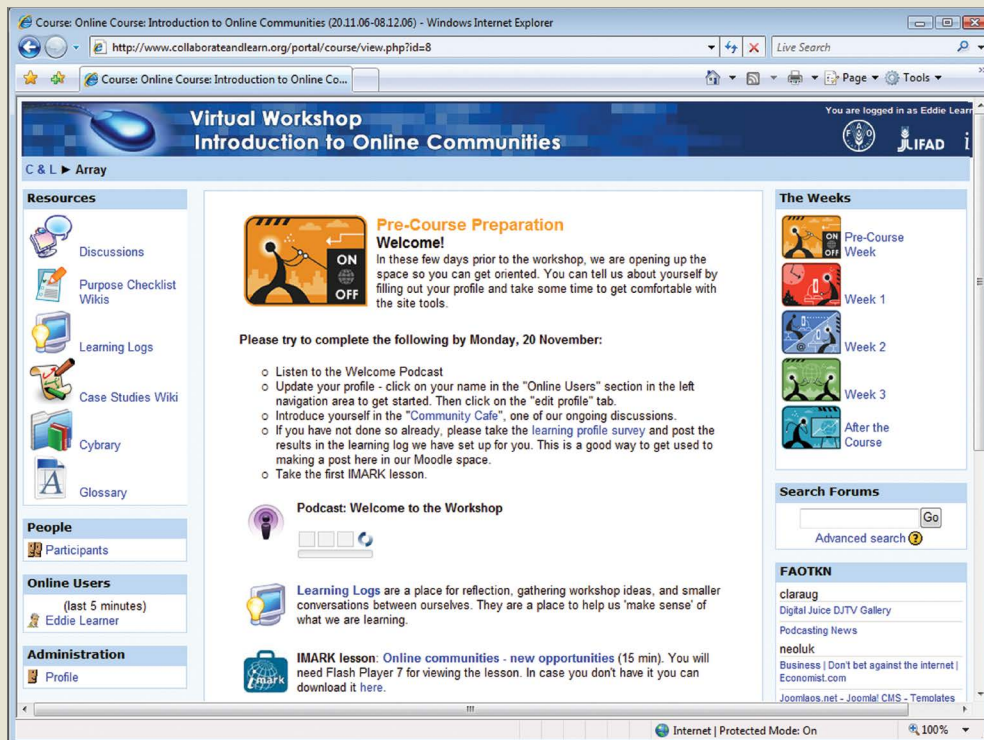 Course: Online Course: Introduction to Online Communities (20.11.06-08.12.06) - Windows Internet Explorer
http://www.collaborateandlearn.org/portal/course/view.php?id=8
Live Search
Course: Online Course: Introduction to Online Co...
Page
Tools
Virtual Workshop
Introduction to Online Communities
You are logged in as Eddie Learn
FAO
JLIFAD
i
C & L ► Array
Resources
Discussions
Purpose Checklist
Wikis
Learning Logs
Case Studies Wiki
Cybrary
Glossary
People
Participants
Online Users
(last 5 minutes)
Eddie Learner
Administration
Profile
ON
OFF
Pre-Course Preparation
Welcome!
In these few days prior to the workshop, we are opening up the
space so you can get oriented. You can tell us about yourself by
filling out your profile and take some time to get comfortable with
the site tools.
Please try to complete the following by Monday, 20 November:
o Listen to the Welcome Podcast
o Update your profile - click on your name in the "Online Users" section in the left
navigation area to get started. Then click on the "edit profile" tab.
o Introduce yourself in the "Community Cafe", one of our ongoing discussions.
o If you have not done so already, please take the learning profile survey and post the
results in the learning log we have set up for you. This is a good way to get used to
making a post here in our Moodle space.
o Take the first IMARK lesson.
Podcast: Welcome to the Workshop
Learning Logs are a place for reflection, gathering workshop ideas, and smaller
conversations between ourselves. They are a place to help us 'make sense' of
what we are learning.
imark
IMARK lesson: Online communities - new opportunities (15 min). You will
need Flash Player 7 for viewing the lesson. In case you don't have it you can
download it here.
The Weeks
ON
OFF
Pre-Course
Week
Week 1
Week 2
Week 3
After the
Course
Search Forums
Go
Advanced search
FAOTKN
claraug
Digital Juice DJTV Gallery
Podcasting News
neoluk
Business | Don't bet against the internet |
Economist.com
Joomlaos.net - Joomla! CMS - Templates
Internet | Protected Mode: On
100%